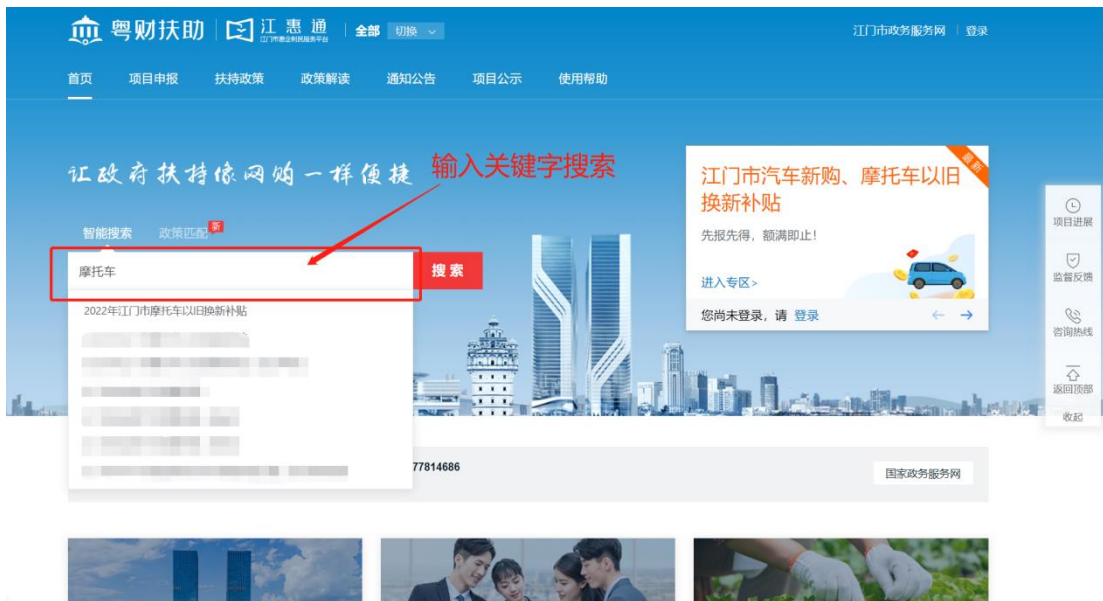 粤财扶助 江惠通 全部 切换 江门市政务服务网 登录
江门市惠企利民服务平台
首页 项目申报 扶持政策 政策解读 通知公告 项目公示 使用帮助
让政府扶持像网购一样便捷
输入关键字搜索
智能搜索 政策匹配 新
摩托车 搜索
2022年江门市摩托车以旧换新补贴
最新
江门市汽车新购、摩托车以旧
换新补贴
先报先得，额满即止！
进入专区>
您尚未登录，请 登录
项目进展
监督反馈
咨询热线
返回顶部
收起
77814686
国家政务服务网